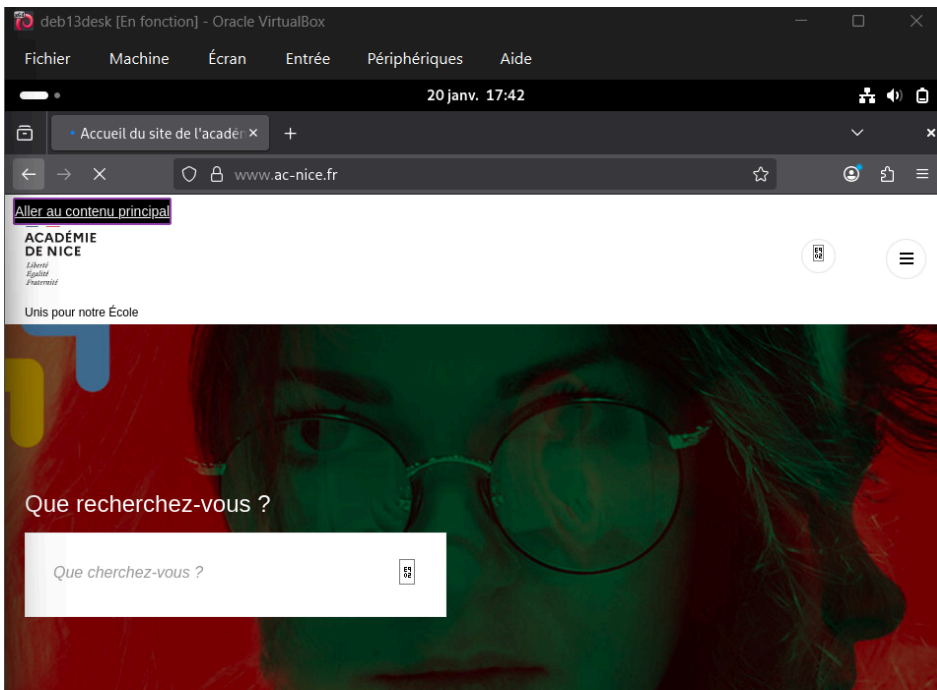 deb13desk [En fonction] - Oracle VirtualBox
Fichier Machine Écran Entrée Périphériques Aide
20 janv. 17:42
Accueil du site de l'académ
www.ac-nice.fr
Aller au contenu principal
ACADÉMIE
DE NICE
Liberté
Égalité
Fraternité
Unis pour notre École
Que recherchez-vous ?
Que cherchez-vous ?